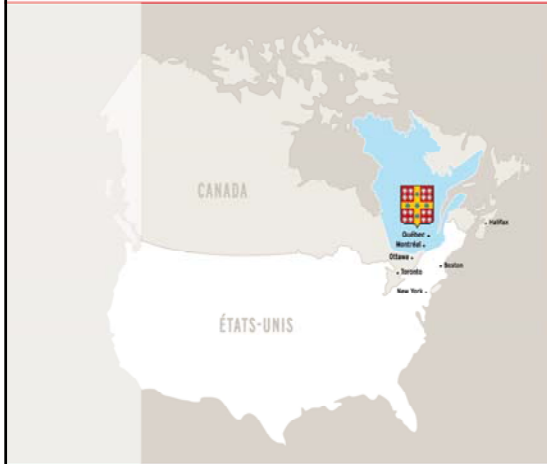 CANADA
Québec
Halifax
Montréal
Ottawa
Boston
Toronto
New York
ÉTATS-UNIS